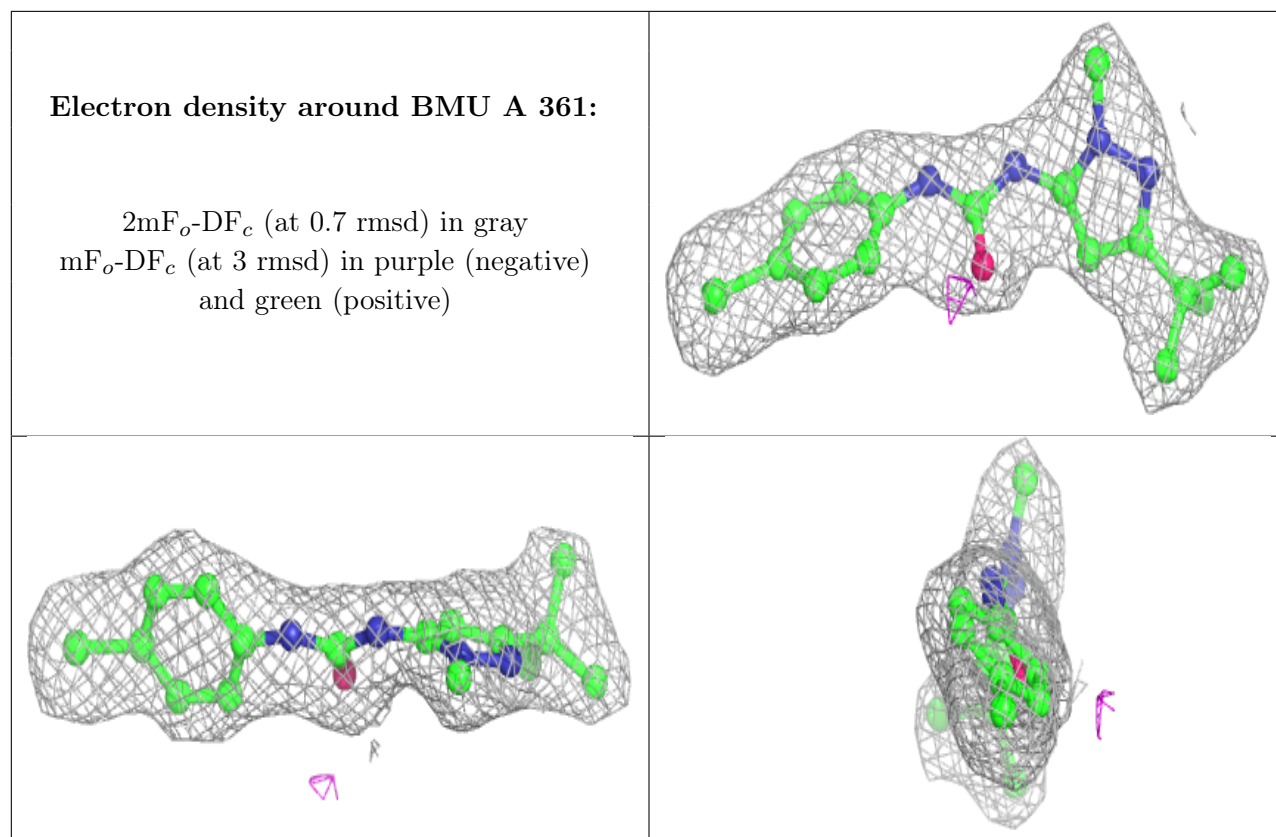 Electron density around BMU A 361:
2mFo-DFc (at 0.7 rmsd) in gray
mFo-DFc (at 3 rmsd) in purple (negative)
and green (positive)